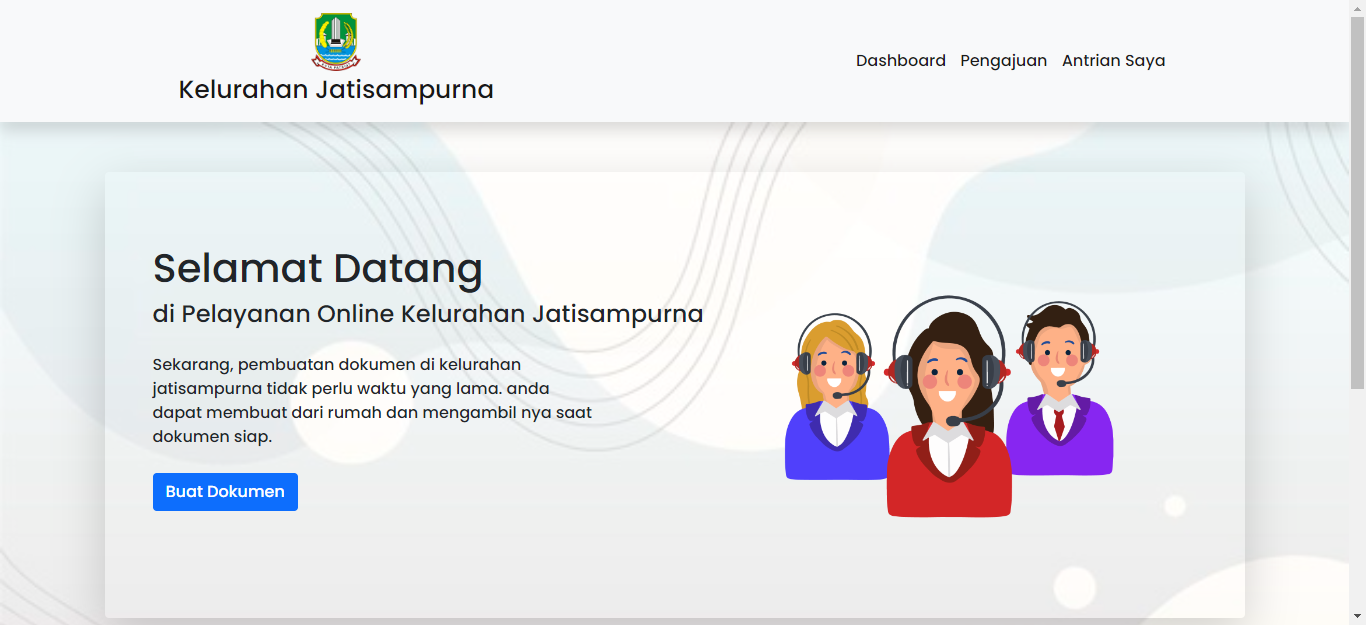 Kelurahan Jatisampurna
Dashboard Pengajuan Antrian Saya
Selamat Datang
di Pelayanan Online Kelurahan Jatisampurna
Sekarang, pembuatan dokumen di kelurahan
jatisampurna tidak perlu waktu yang lama. anda
dapat membuat dari rumah dan mengambil nya saat
dokumen siap.
Buat Dokumen